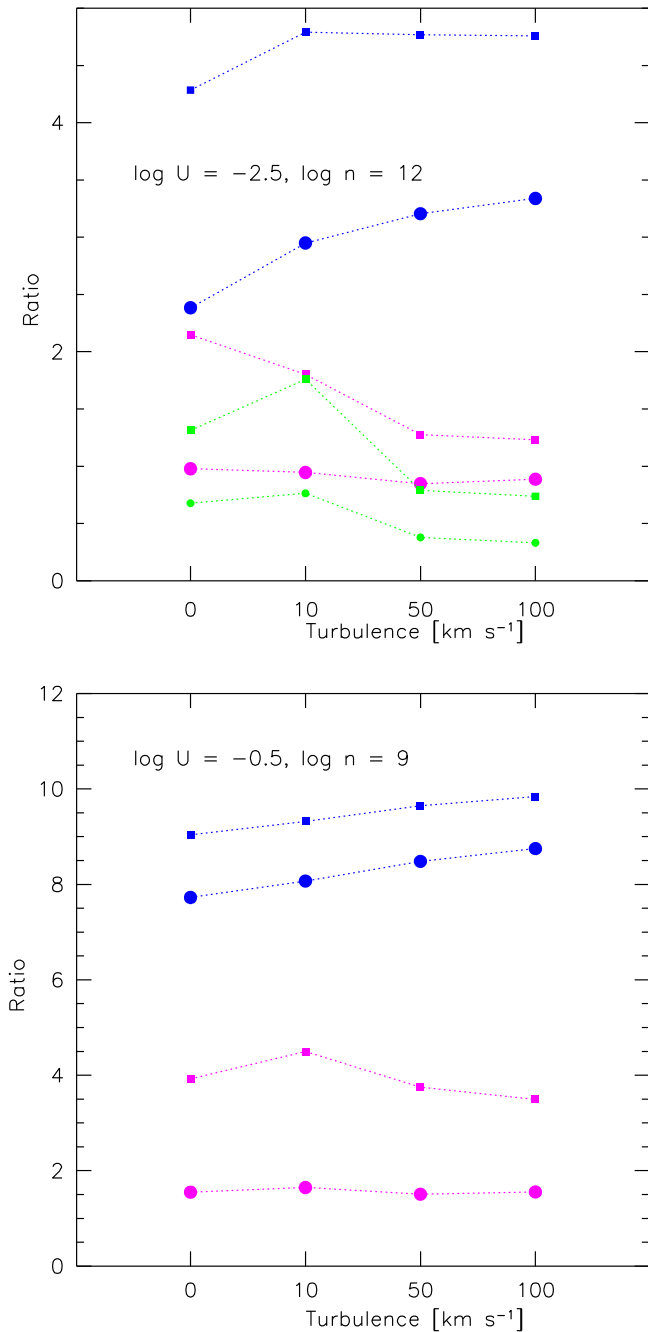 4
log U = −2.5, log n = 12
Ratio
2
0
0 10 50 100
Turbulence [km s⁻¹]
12
log U = −0.5, log n = 9
10
8
Ratio
6
4
2
0
0 10 50 100
Turbulence [km s⁻¹]